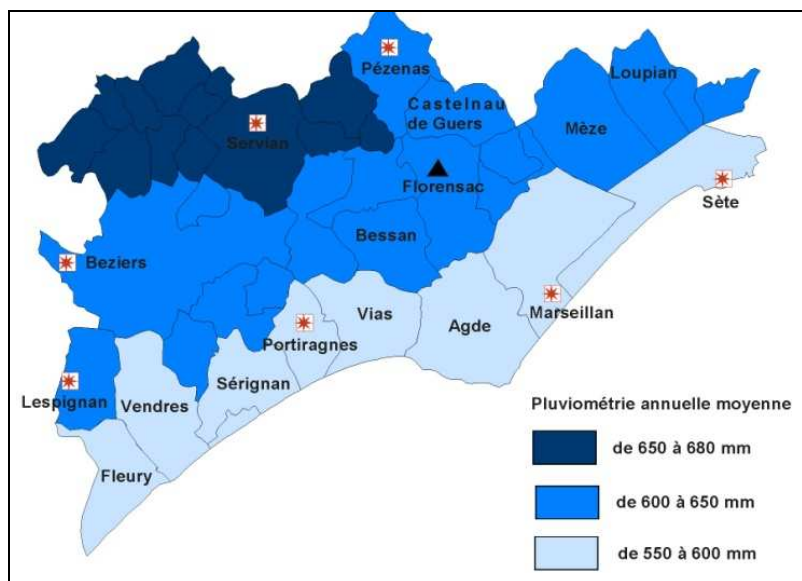 Pézenas
Loupian
Castelnau
de Guers
Mèze
Servian
Florensac
Sète
Bessan
Beziers
Marseillan
Vias
Agde
Portiragnes
Sérignan
Lespignan
Vendres
Fleury
Pluviométrie annuelle moyenne
de 650 à 680 mm
de 600 à 650 mm
de 550 à 600 mm